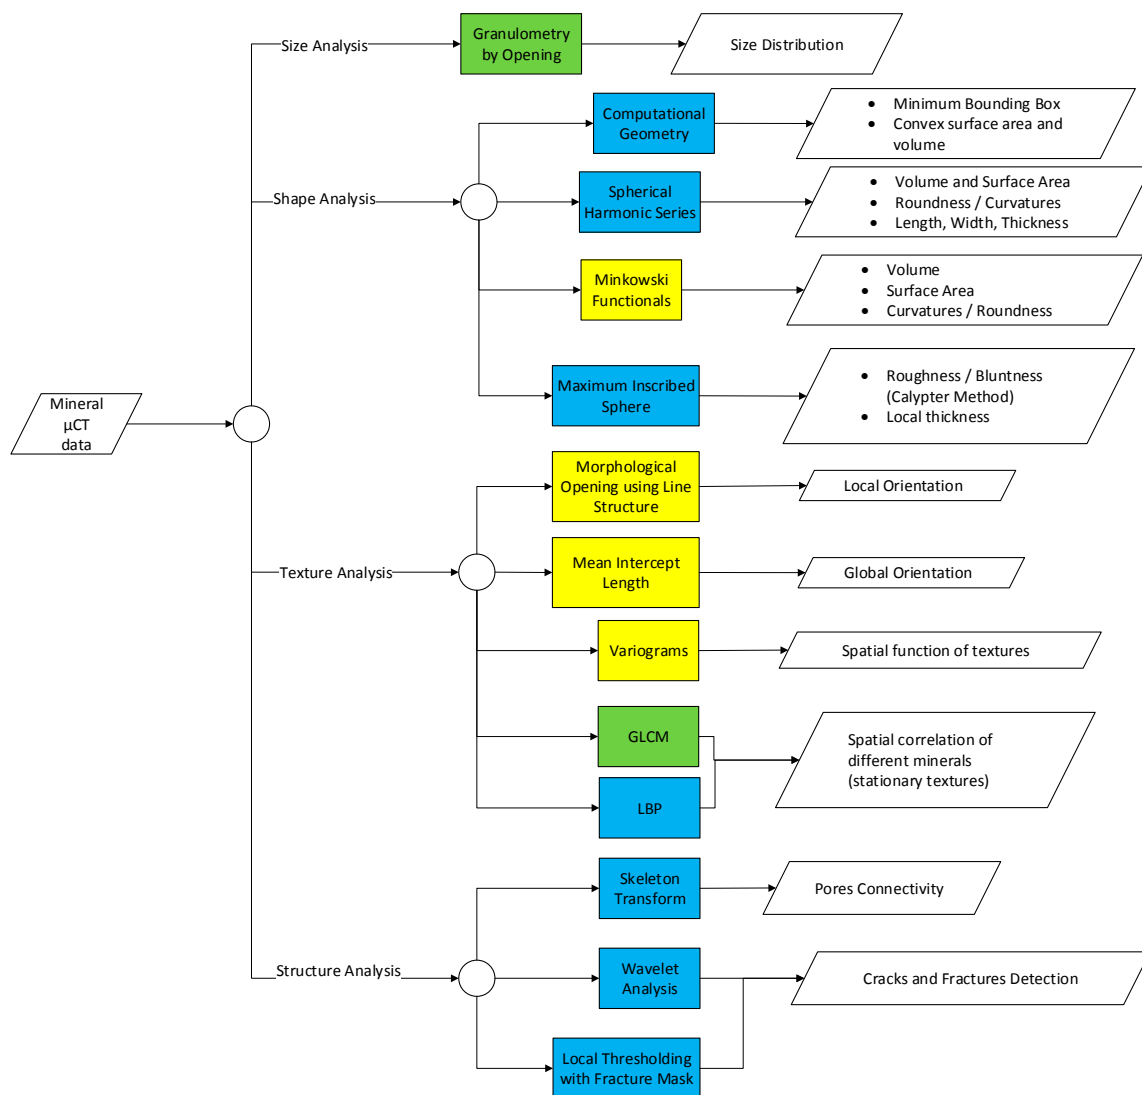 Size Analysis
Granulometry
by Opening
Size Distribution
Computational
Geometry
• Minimum Bounding Box
• Convex surface area and
volume
Shape Analysis
Spherical
Harmonic Series
• Volume and Surface Area
• Roundness / Curvatures
• Length, Width, Thickness
Minkowski
Functionals
• Volume
• Surface Area
• Curvatures / Roundness
Maximum Inscribed
Sphere
• Roughness / Bluntness
(Calypter Method)
• Local thickness
Mineral
µCT
data
Morphological
Opening using Line
Structure
Local Orientation
Texture Analysis
Mean Intercept
Length
Global Orientation
Variograms
Spatial function of textures
GLCM
LBP
Spatial correlation of
different minerals
(stationary textures)
Skeleton
Transform
Pores Connectivity
Structure Analysis
Wavelet
Analysis
Cracks and Fractures Detection
Local Thresholding
with Fracture Mask